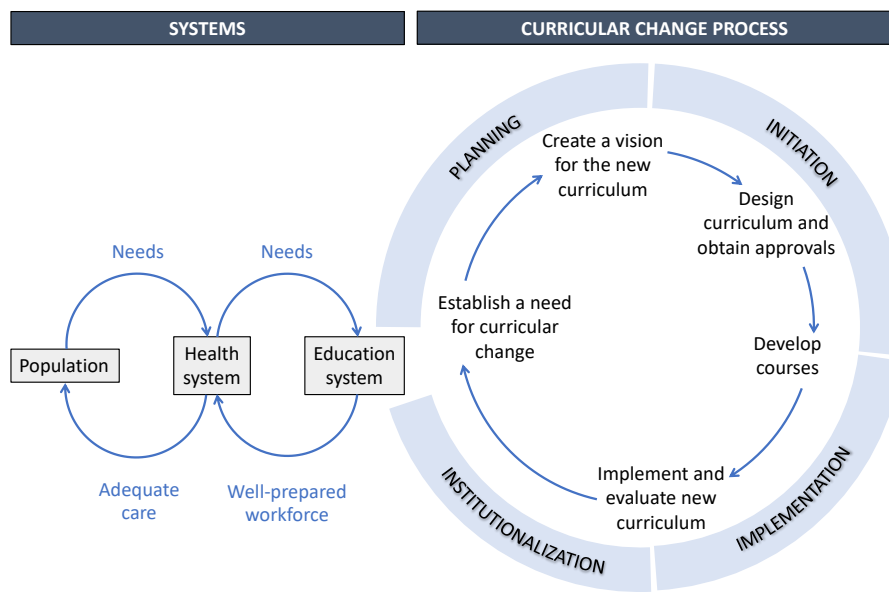 SYSTEMS
CURRICULAR CHANGE PROCESS
Needs
Needs
Population
Health
system
Education
system
Adequate
care
Well-prepared
workforce
PLANNING
INITIATION
IMPLEMENTATION
INSTITUTIONALIZATION
Create a vision
for the new
curriculum
Design
curriculum and
obtain approvals
Develop
courses
Implement and
evaluate new
curriculum
Establish a need
for curricular
change